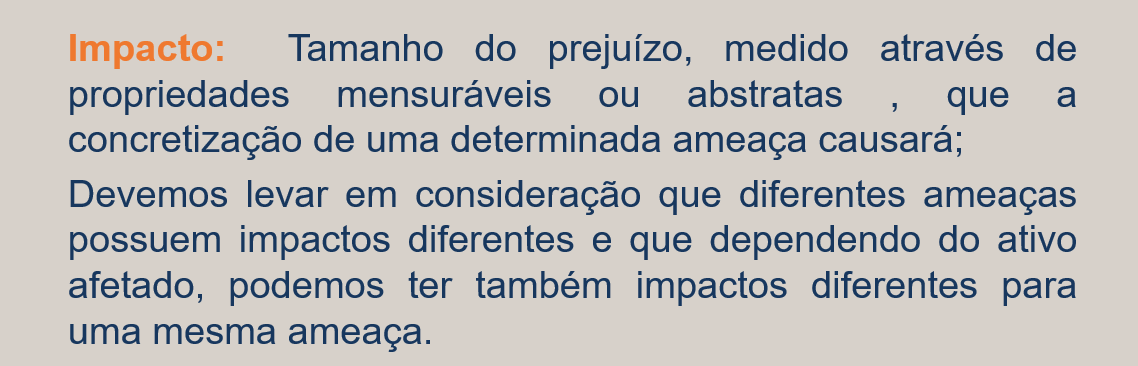 Impacto: Tamanho do prejuízo, medido através de
propriedades mensuráveis ou abstratas , que a
concretização de uma determinada ameaça causará;
Devemos levar em consideração que diferentes ameaças
possuem impactos diferentes e que dependendo do ativo
afetado, podemos ter também impactos diferentes para
uma mesma ameaça.